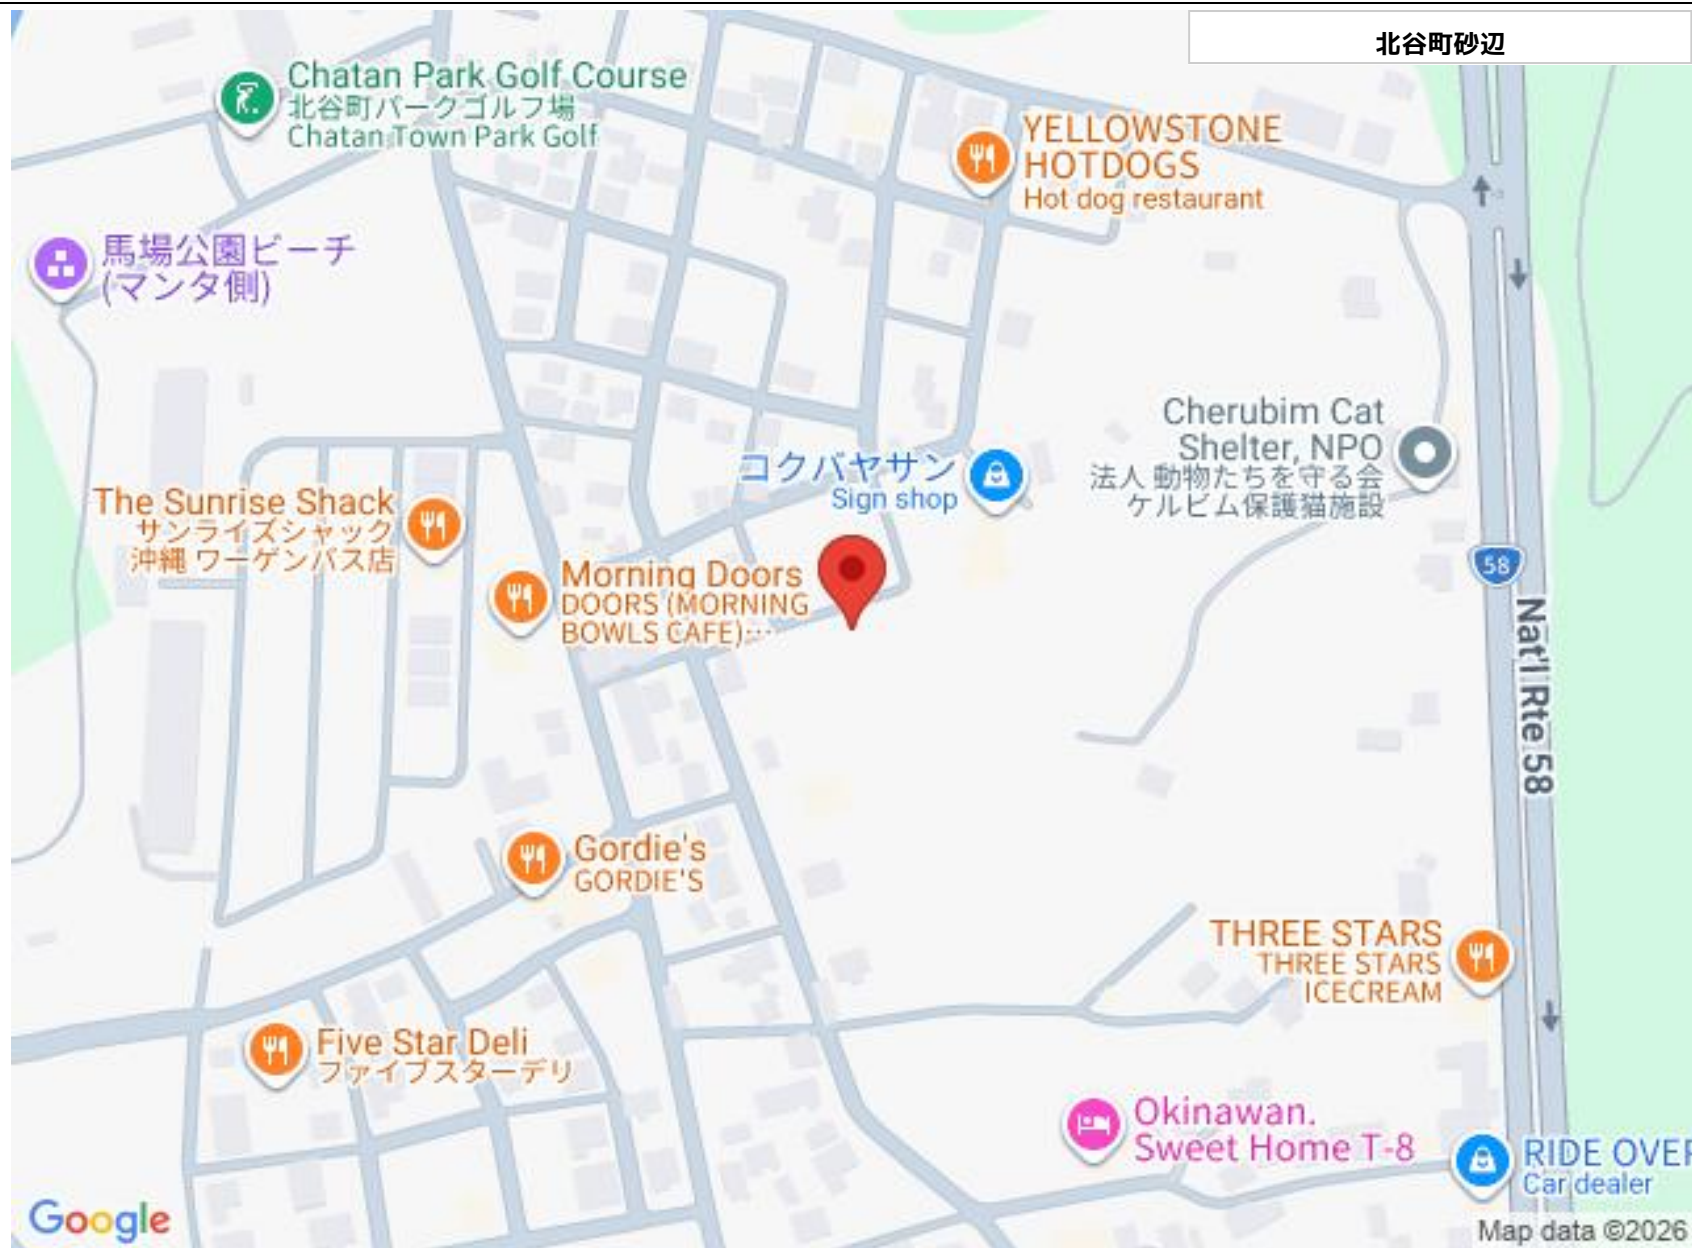 北谷町砂辺
Chatan Park Golf Course
北谷町パークゴルフ場
Chatan Town Park Golf
YELLOWSTONE
HOTDOGS
Hot dog restaurant
馬場公園ビーチ
(マンタ側)
Cherubim Cat
Shelter, NPO
法人 動物たちを守る会
ケルビム保護猫施設
コクバヤサン
Sign shop
The Sunrise Shack
サンライズシャック
沖縄 ワーゲンバス店
Morning Doors
DOORS (MORNING
BOWLS CAFE)…
58
Nat'l Rte 58
Gordie's
GORDIE'S
THREE STARS
THREE STARS
ICECREAM
Five Star Deli
ファイブスターデリ
Okinawan.
Sweet Home T-8
RIDE OVER
Car dealer
Google
Map data ©2026